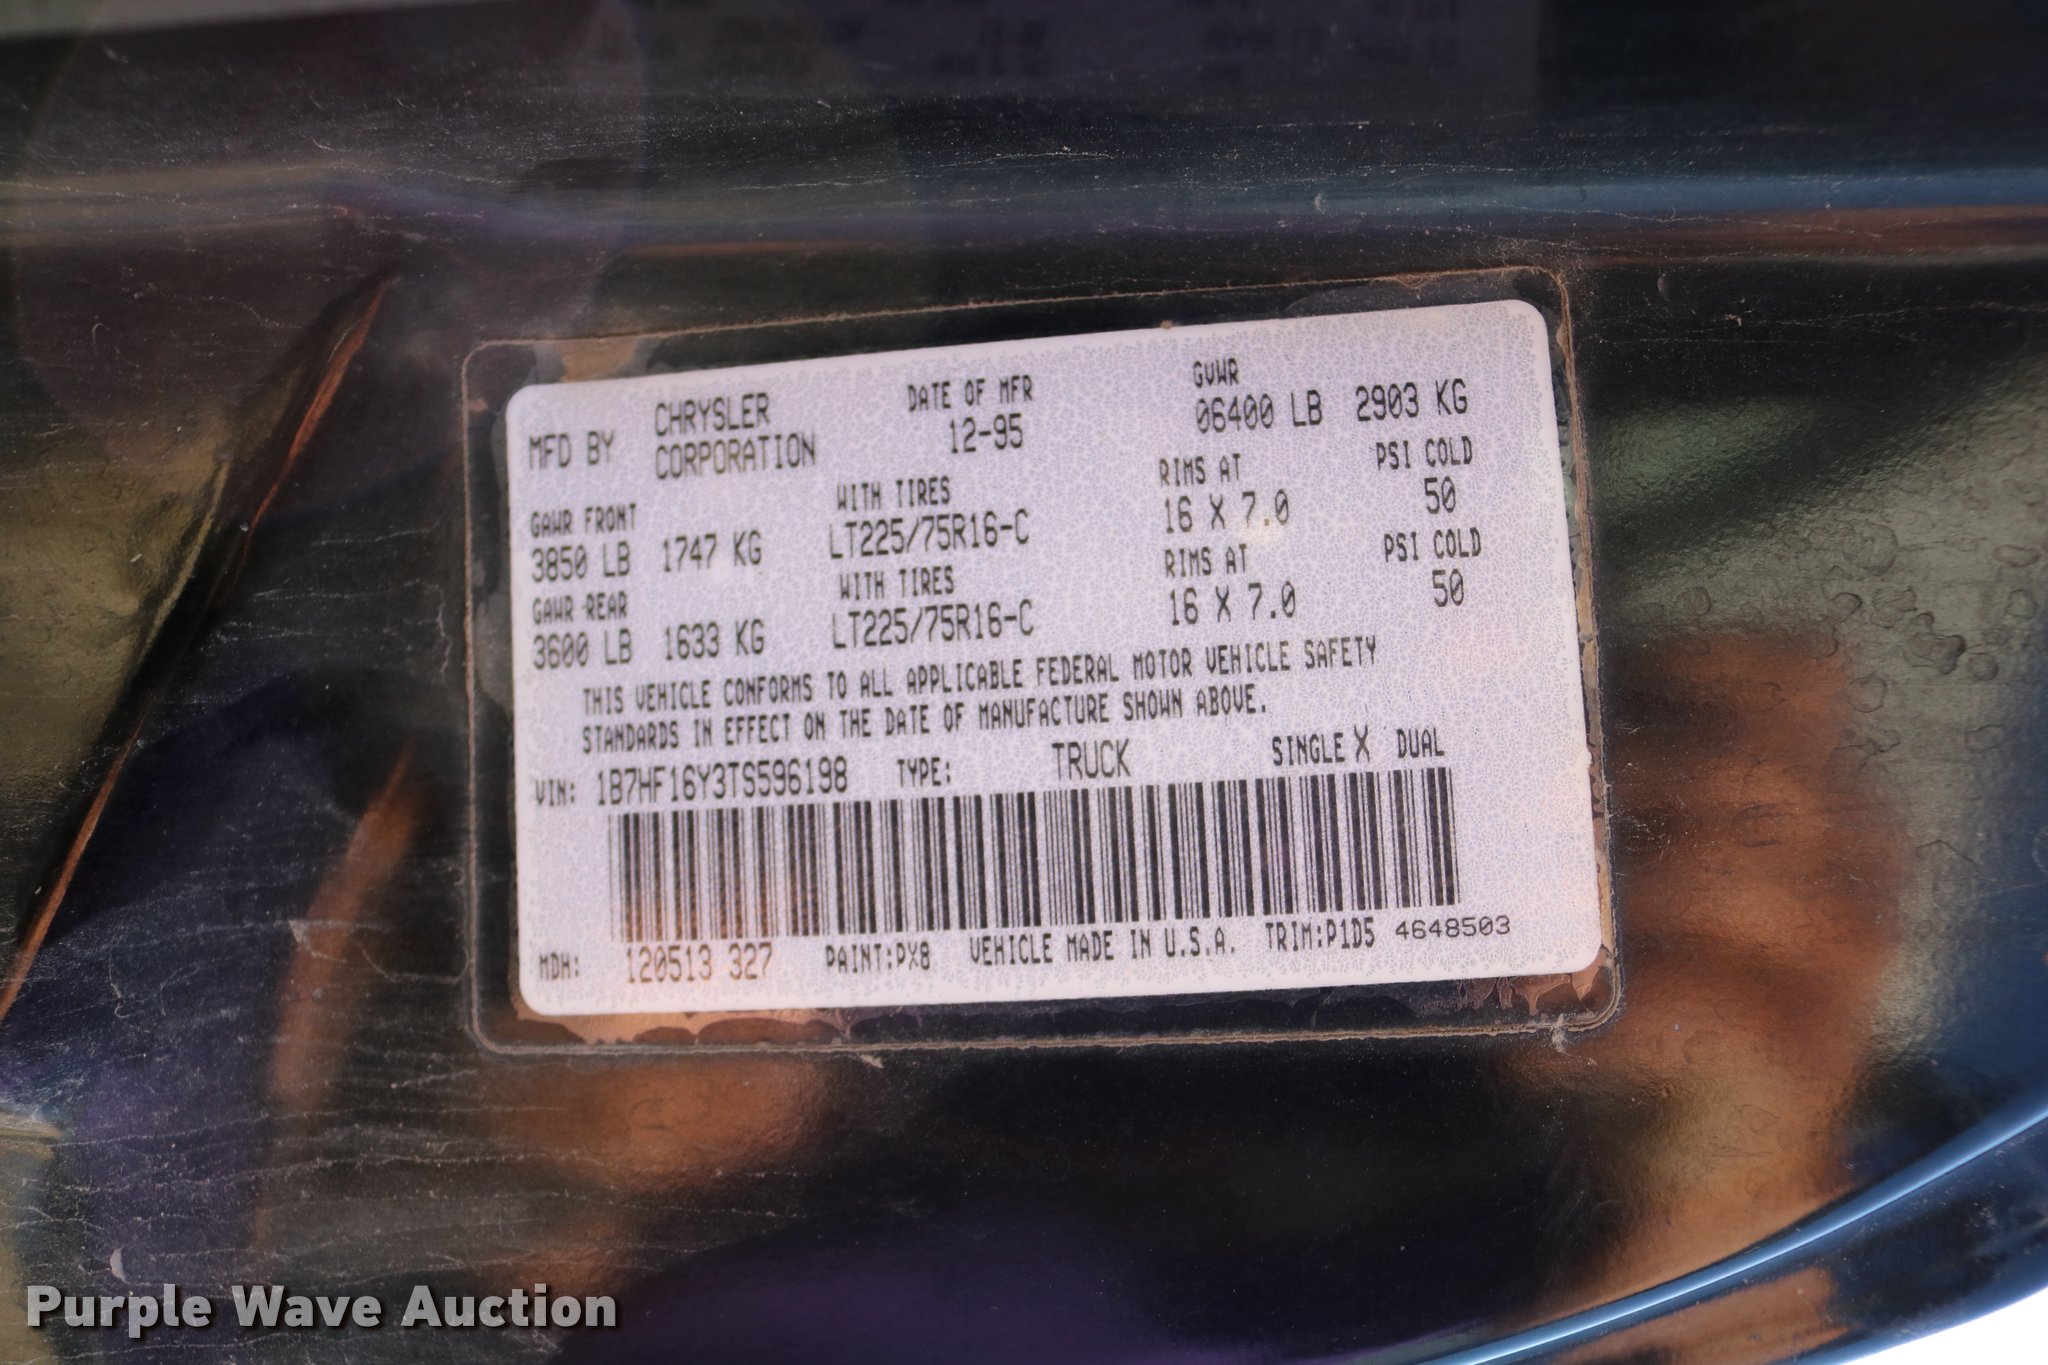 MFD BY CHRYSLER CORPORATION DATE OF MFR 12-95 GVWR 06400 LB 2903 KG
GAWR FRONT WITH TIRES RIMS AT PSI COLD
3850 LB 1747 KG LT225/75R16-C 16 X 7.0 50
GAWR REAR WITH TIRES RIMS AT PSI COLD
3600 LB 1633 KG LT225/75R16-C 16 X 7.0 50
THIS VEHICLE CONFORMS TO ALL APPLICABLE FEDERAL MOTOR VEHICLE SAFETY
STANDARDS IN EFFECT ON THE DATE OF MANUFACTURE SHOWN ABOVE.
VIN: 1B7HF16Y3TS596198 TYPE: TRUCK SINGLE X DUAL
MDH: 120513 327 PAINT:PX8 VEHICLE MADE IN U.S.A. TRIM:P1D5 4648503
Purple Wave Auction